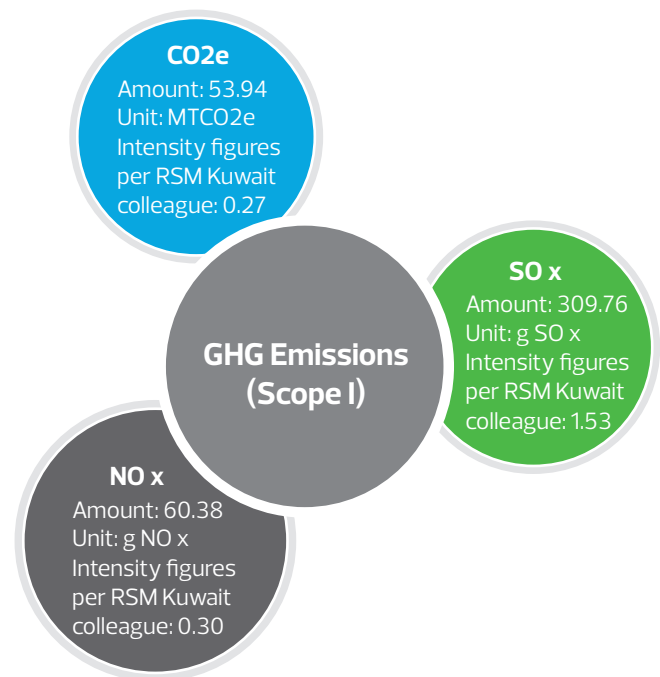 CO2e
Amount: 53.94
Unit: MTCO2e
Intensity figures
per RSM Kuwait
colleague: 0.27
SO x
Amount: 309.76
Unit: g SO x
Intensity figures
per RSM Kuwait
colleague: 1.53
GHG Emissions
(Scope I)
NO x
Amount: 60.38
Unit: g NO x
Intensity figures
per RSM Kuwait
colleague: 0.30